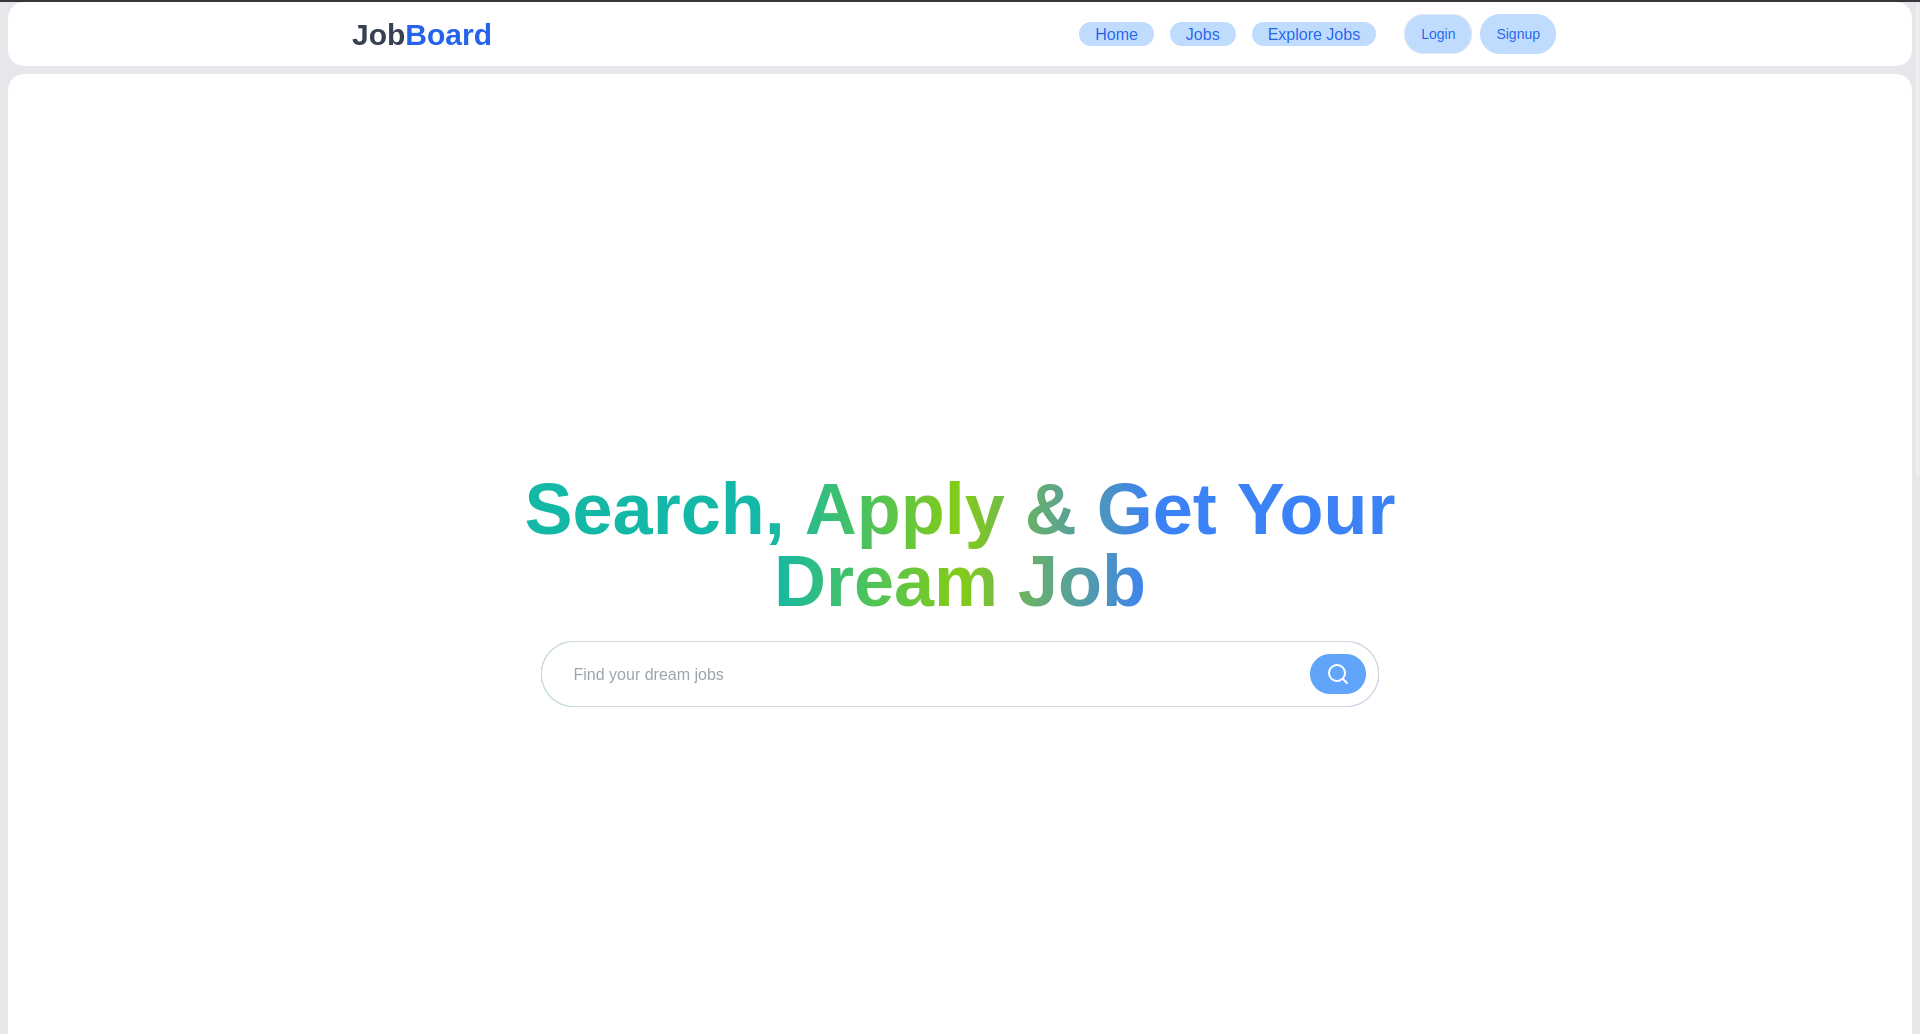 JobBoard
Home Jobs Explore Jobs Login Signup
Search, Apply & Get Your
Dream Job
Find your dream jobs